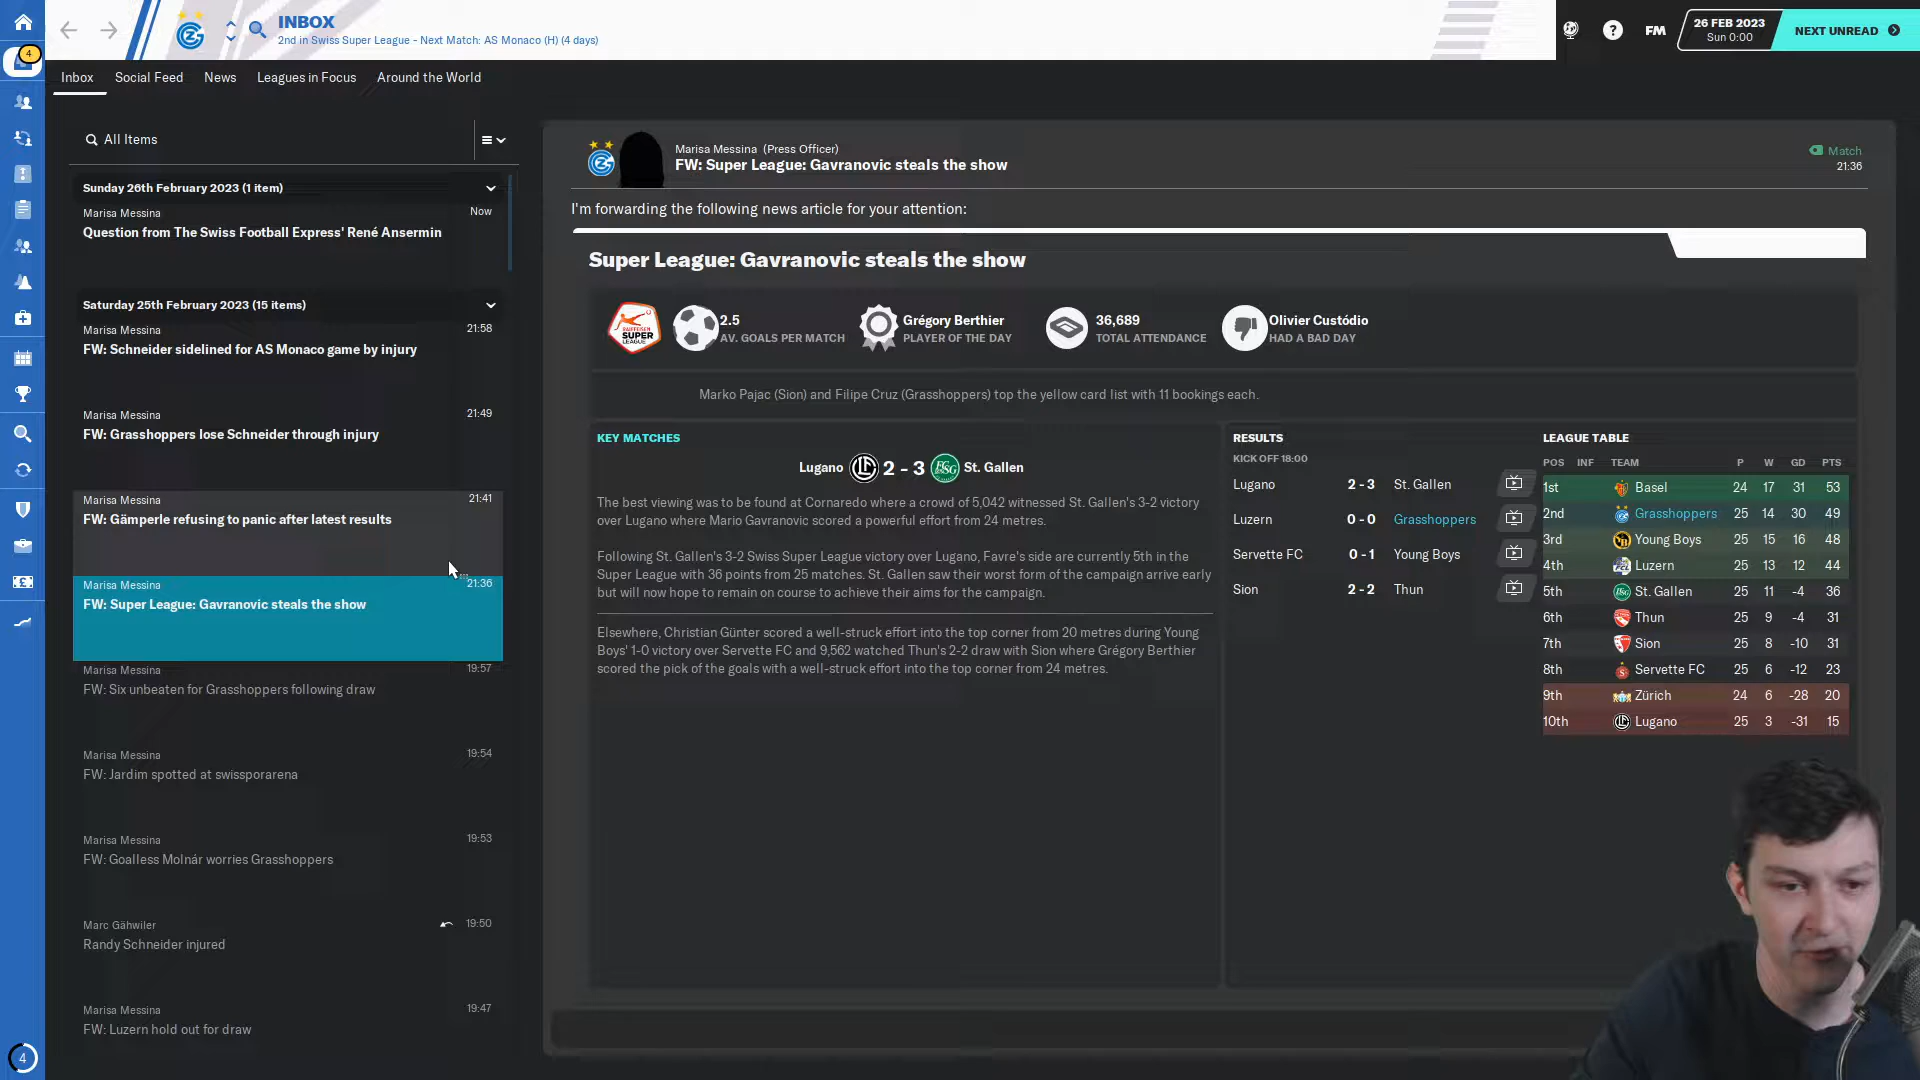 INBOX
2nd in Swiss Super League - Next Match: AS Monaco (H) (4 days)
FM
26 FEB 2023
Sun 0:00
NEXT UNREAD
4
Inbox
Social Feed
News
Leagues in Focus
Around the World
All Items
Sunday 26th February 2023 (1 item)
Marisa Messina
Now
Question from The Swiss Football Express' René Ansermin
Saturday 25th February 2023 (15 items)
Marisa Messina
21:58
FW: Schneider sidelined for AS Monaco game by injury
Marisa Messina
21:49
FW: Grasshoppers lose Schneider through injury
Marisa Messina
21:41
FW: Gämperle refusing to panic after latest results
Marisa Messina
21:36
FW: Super League: Gavranovic steals the show
Marisa Messina
19:57
FW: Six unbeaten for Grasshoppers following draw
Marisa Messina
19:54
FW: Jardim spotted at swissporarena
Marisa Messina
19:53
FW: Goalless Molnár worries Grasshoppers
Marc Gähwiler
19:50
Randy Schneider injured
Marisa Messina
19:47
FW: Luzern hold out for draw
4
Marisa Messina (Press Officer)
FW: Super League: Gavranovic steals the show
Match
21:36
I'm forwarding the following news article for your attention:
Super League: Gavranovic steals the show
SUPER
LEAGUE
2.5
AV. GOALS PER MATCH
Grégory Berthier
PLAYER OF THE DAY
36,689
TOTAL ATTENDANCE
Olivier Custódio
HAD A BAD DAY
Marko Pajac (Sion) and Filipe Cruz (Grasshoppers) top the yellow card list with 11 bookings each.
KEY MATCHES
Lugano 2 - 3 St. Gallen
The best viewing was to be found at Cornaredo where a crowd of 5,042 witnessed St. Gallen's 3-2 victory
over Lugano where Mario Gavranovic scored a powerful effort from 24 metres.
Following St. Gallen's 3-2 Swiss Super League victory over Lugano, Favre's side are currently 5th in the
Super League with 36 points from 25 matches. St. Gallen saw their worst form of the campaign arrive early
but will now hope to remain on course to achieve their aims for the campaign.
Elsewhere, Christian Günter scored a well-struck effort into the top corner from 20 metres during Young
Boys' 1-0 victory over Servette FC and 9,562 watched Thun's 2-2 draw with Sion where Grégory Berthier
scored the pick of the goals with a well-struck effort into the top corner from 24 metres.
RESULTS
KICK OFF 18:00
Lugano 2 - 3 St. Gallen
Luzern 0 - 0 Grasshoppers
Servette FC 0 - 1 Young Boys
Sion 2 - 2 Thun
LEAGUE TABLE
POS INF TEAM P W GD PTS
1st Basel 24 17 31 53
2nd Grasshoppers 25 14 30 49
3rd Young Boys 25 15 16 48
4th Luzern 25 13 12 44
5th St. Gallen 25 11 -4 36
6th Thun 25 9 -4 31
7th Sion 25 8 -10 31
8th Servette FC 25 6 -12 23
9th Zürich 24 6 -28 20
10th Lugano 25 3 -31 15